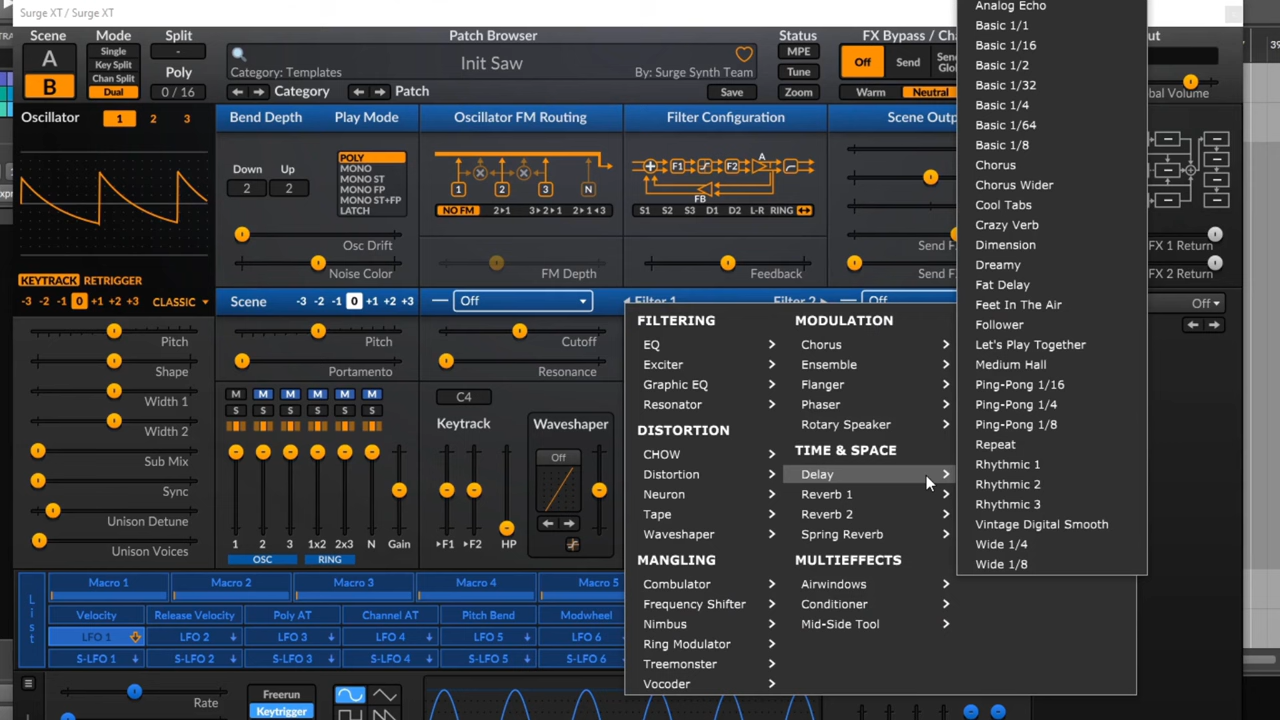 Surge XT / Surge XT
Scene
A
B
Mode
Single
Key Split
Chan Split
Dual
Split
-
Poly
0 / 16
Patch Browser
Init Saw
Category: Templates
By: Surge Synth Team
Category
Patch
Save
Status
MPE
Tune
Zoom
FX Bypass / Cha
Off
Send
Warm
Neutral
Oscillator
1
2
3
Bend Depth
Down
Up
2
2
Play Mode
POLY
MONO
MONO ST
MONO FP
MONO ST+FP
LATCH
Osc Drift
Noise Color
Oscillator FM Routing
1
2
3
N
NO FM
2▸1
3▸2▸1
2▸1◂3
FM Depth
Filter Configuration
F1
F2
A
FB
S1
S2
S3
D1
D2
L-R
RING
Feedback
Scene Outp
Send F
Send F
FX 1 Return
FX 2 Return
KEYTRACK
RETRIGGER
-3 -2 -1 0 +1 +2 +3
CLASSIC
Pitch
Shape
Width 1
Width 2
Sub Mix
Sync
Unison Detune
Unison Voices
Scene
-3 -2 -1 0 +1 +2 +3
Pitch
Portamento
M M M M M M
S S S S S S
1 2 3 1x2 2x3 N Gain
OSC
RING
Off
Filter 1
Filter 2
Off
Off
Cutoff
Resonance
C4
Keytrack
▸F1
▸F2
HP
Waveshaper
Off
FILTERING
EQ
Exciter
Graphic EQ
Resonator
DISTORTION
CHOW
Distortion
Neuron
Tape
Waveshaper
MANGLING
Combulator
Frequency Shifter
Nimbus
Ring Modulator
Treemonster
Vocoder
MODULATION
Chorus
Ensemble
Flanger
Phaser
Rotary Speaker
TIME & SPACE
Delay
Reverb 1
Reverb 2
Spring Reverb
MULTIEFFECTS
Airwindows
Conditioner
Mid-Side Tool
Analog Echo
Basic 1/1
Basic 1/16
Basic 1/2
Basic 1/32
Basic 1/4
Basic 1/64
Basic 1/8
Chorus
Chorus Wider
Cool Tabs
Crazy Verb
Dimension
Dreamy
Fat Delay
Feet In The Air
Follower
Let's Play Together
Medium Hall
Ping-Pong 1/16
Ping-Pong 1/4
Ping-Pong 1/8
Repeat
Rhythmic 1
Rhythmic 2
Rhythmic 3
Vintage Digital Smooth
Wide 1/4
Wide 1/8
List
Macro 1
Macro 2
Macro 3
Macro 4
Macro 5
Velocity
Release Velocity
Poly AT
Channel AT
Pitch Bend
Modwheel
LFO 1
LFO 2
LFO 3
LFO 4
LFO 5
LFO 6
S-LFO 1
S-LFO 2
S-LFO 3
S-LFO 4
S-LFO 5
S-LFO 6
Rate
Freerun
Keytrigger